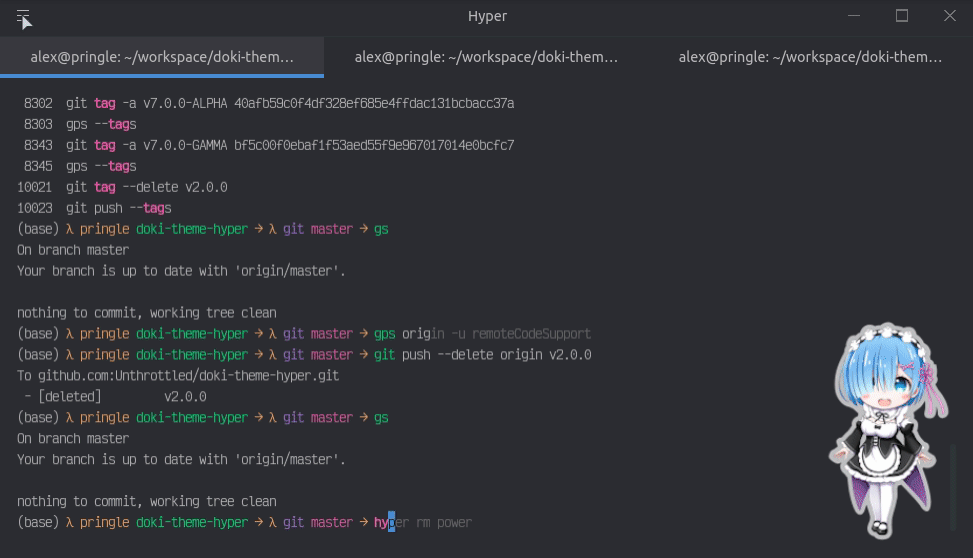 Hyper
alex@pringle: ~/workspace/doki-them… alex@pringle: ~/workspace/doki-them… alex@pringle: ~/workspace/doki-them…
8302 git tag -a v7.0.0-ALPHA 40afb59c0f4df328ef685e4ffdac131bcbacc37a
8303 gps --tags
8343 git tag -a v7.0.0-GAMMA bf5c00f0ebaf1f53aed55f9e967017014e0bcfc7
8345 gps --tags
10021 git tag --delete v2.0.0
10023 git push --tags
(base) λ pringle doki-theme-hyper → λ git master → gs
On branch master
Your branch is up to date with 'origin/master'.
nothing to commit, working tree clean
(base) λ pringle doki-theme-hyper → λ git master → gps origin -u remoteCodeSupport
(base) λ pringle doki-theme-hyper → λ git master → git push --delete origin v2.0.0
To github.com:Unthrottled/doki-theme-hyper.git
- [deleted] v2.0.0
(base) λ pringle doki-theme-hyper → λ git master → gs
On branch master
Your branch is up to date with 'origin/master'.
nothing to commit, working tree clean
(base) λ pringle doki-theme-hyper → λ git master → hyper rm power